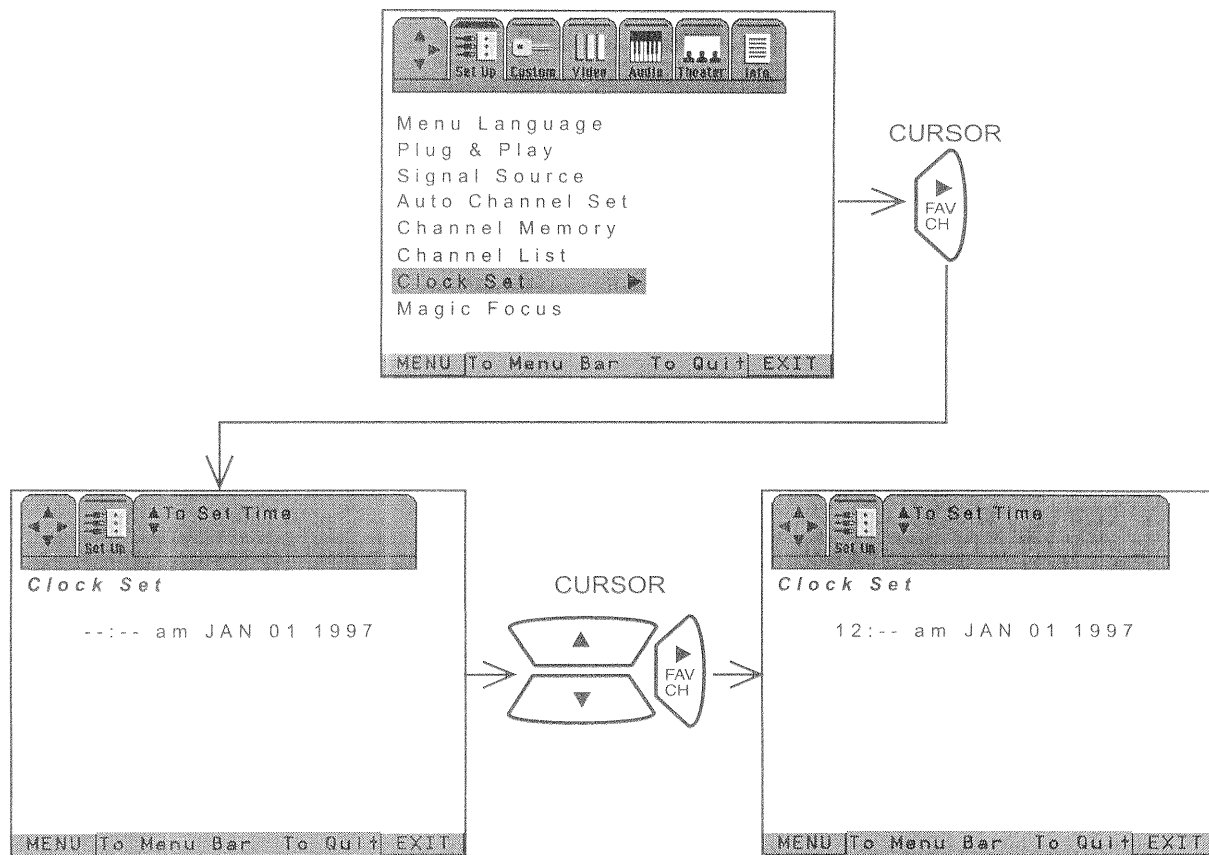 Set Up Custom Video Audio Theater Info
Menu Language
Plug & Play
Signal Source
Auto Channel Set
Channel Memory
Channel List
Clock Set
Magic Focus
MENU To Menu Bar To Quit EXIT
CURSOR
FAV
CH
To Set Time
Set Up
Clock Set
--:-- am JAN 01 1997
MENU To Menu Bar To Quit EXIT
CURSOR
FAV
CH
To Set Time
Set Up
Clock Set
12:-- am JAN 01 1997
MENU To Menu Bar To Quit EXIT